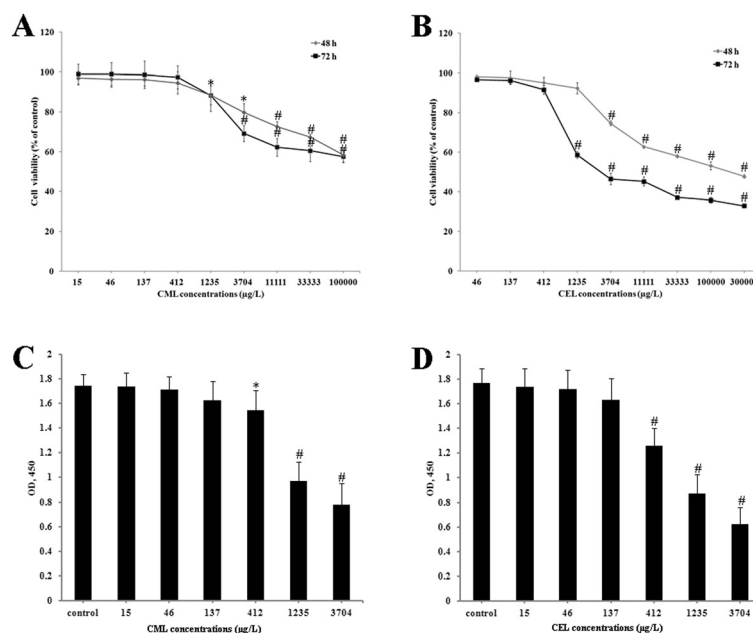 A
48 h
72 h
120
100
80
60
40
20
0
* * # # # # # # #
15 46 137 412 1235 3704 11111 33333 100000
Cell viability (% of control)
CML concentrations (µg/L)
B
48 h
72 h
120
100
80
60
40
20
0
# # # # # # # # # # #
46 137 412 1235 3704 11111 33333 100000 30000
Cell viability (% of control)
CEL concentrations (µg/L)
C
2
1.8
1.6
1.4
1.2
1
0.8
0.6
0.4
0.2
0
* # #
control 15 46 137 412 1235 3704
OD, 450
CML concentrations (µg/L)
D
2
1.8
1.6
1.4
1.2
1
0.8
0.6
0.4
0.2
0
# # #
control 15 46 137 412 1235 3704
OD, 450
CEL concentrations (µg/L)